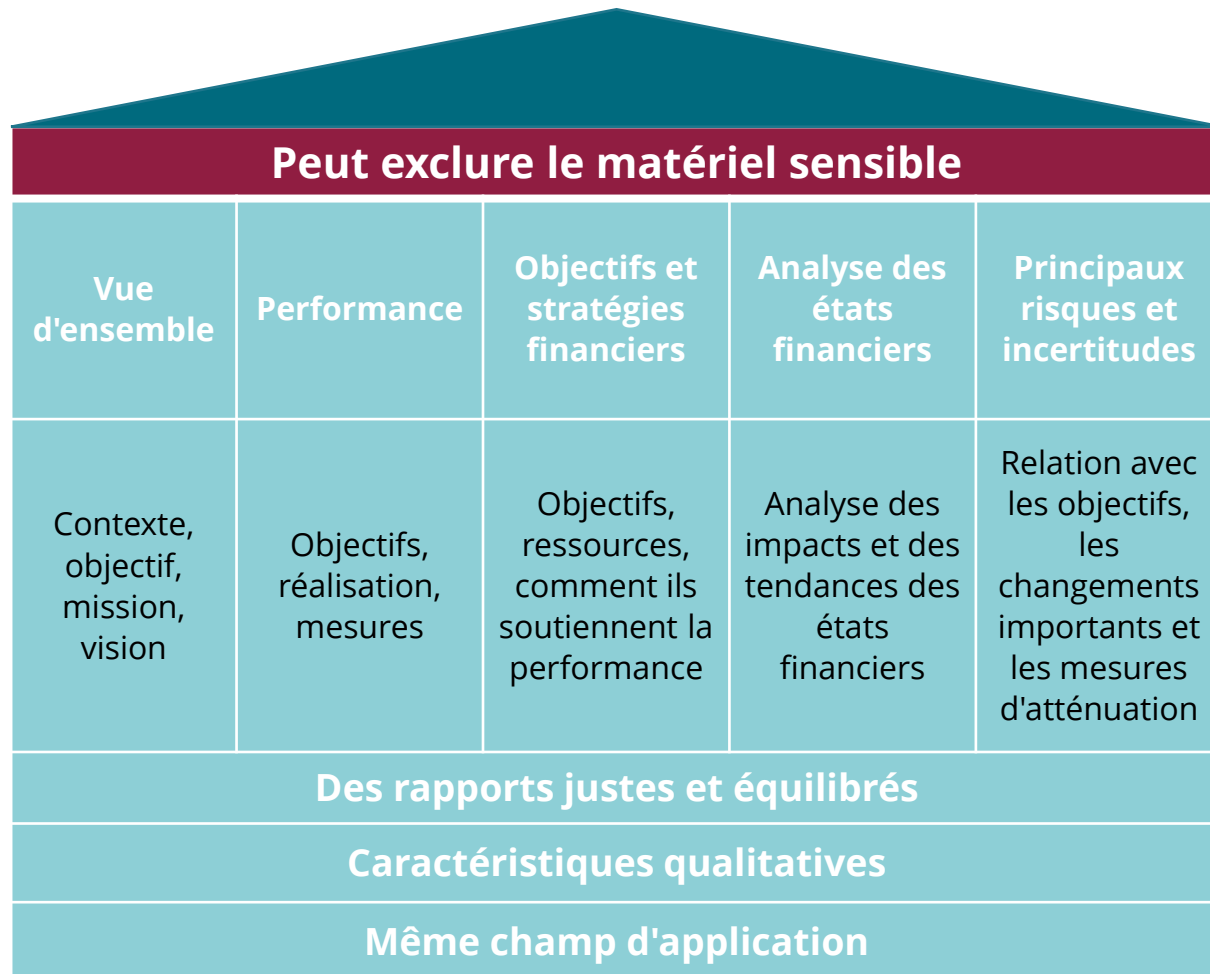 Peut exclure le matériel sensible
Vue
d'ensemble
Performance
Objectifs et
stratégies
financiers
Analyse des
états
financiers
Principaux
risques et
incertitudes
Contexte,
objectif,
mission,
vision
Objectifs,
réalisation,
mesures
Objectifs,
ressources,
comment ils
soutiennent la
performance
Analyse des
impacts et des
tendances des
états
financiers
Relation avec
les objectifs,
les
changements
importants et
les mesures
d'atténuation
Des rapports justes et équilibrés
Caractéristiques qualitatives
Même champ d'application